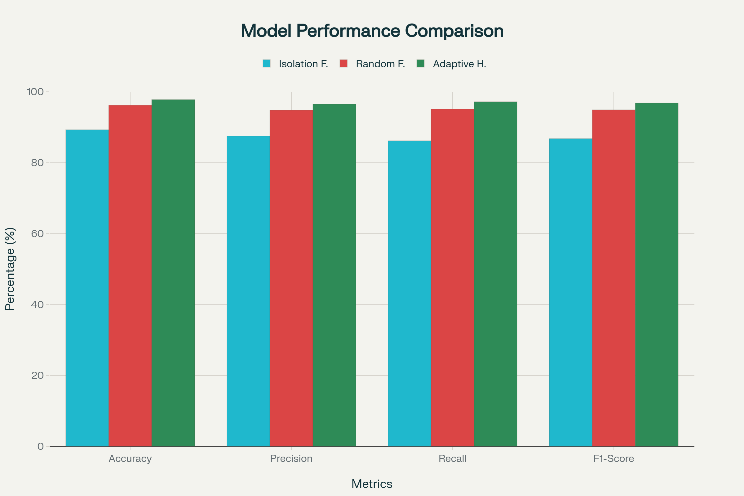 Model Performance Comparison
Isolation F. Random F. Adaptive H.
100
80
60
40
20
0
Percentage (%)
Accuracy Precision Recall F1-Score
Metrics